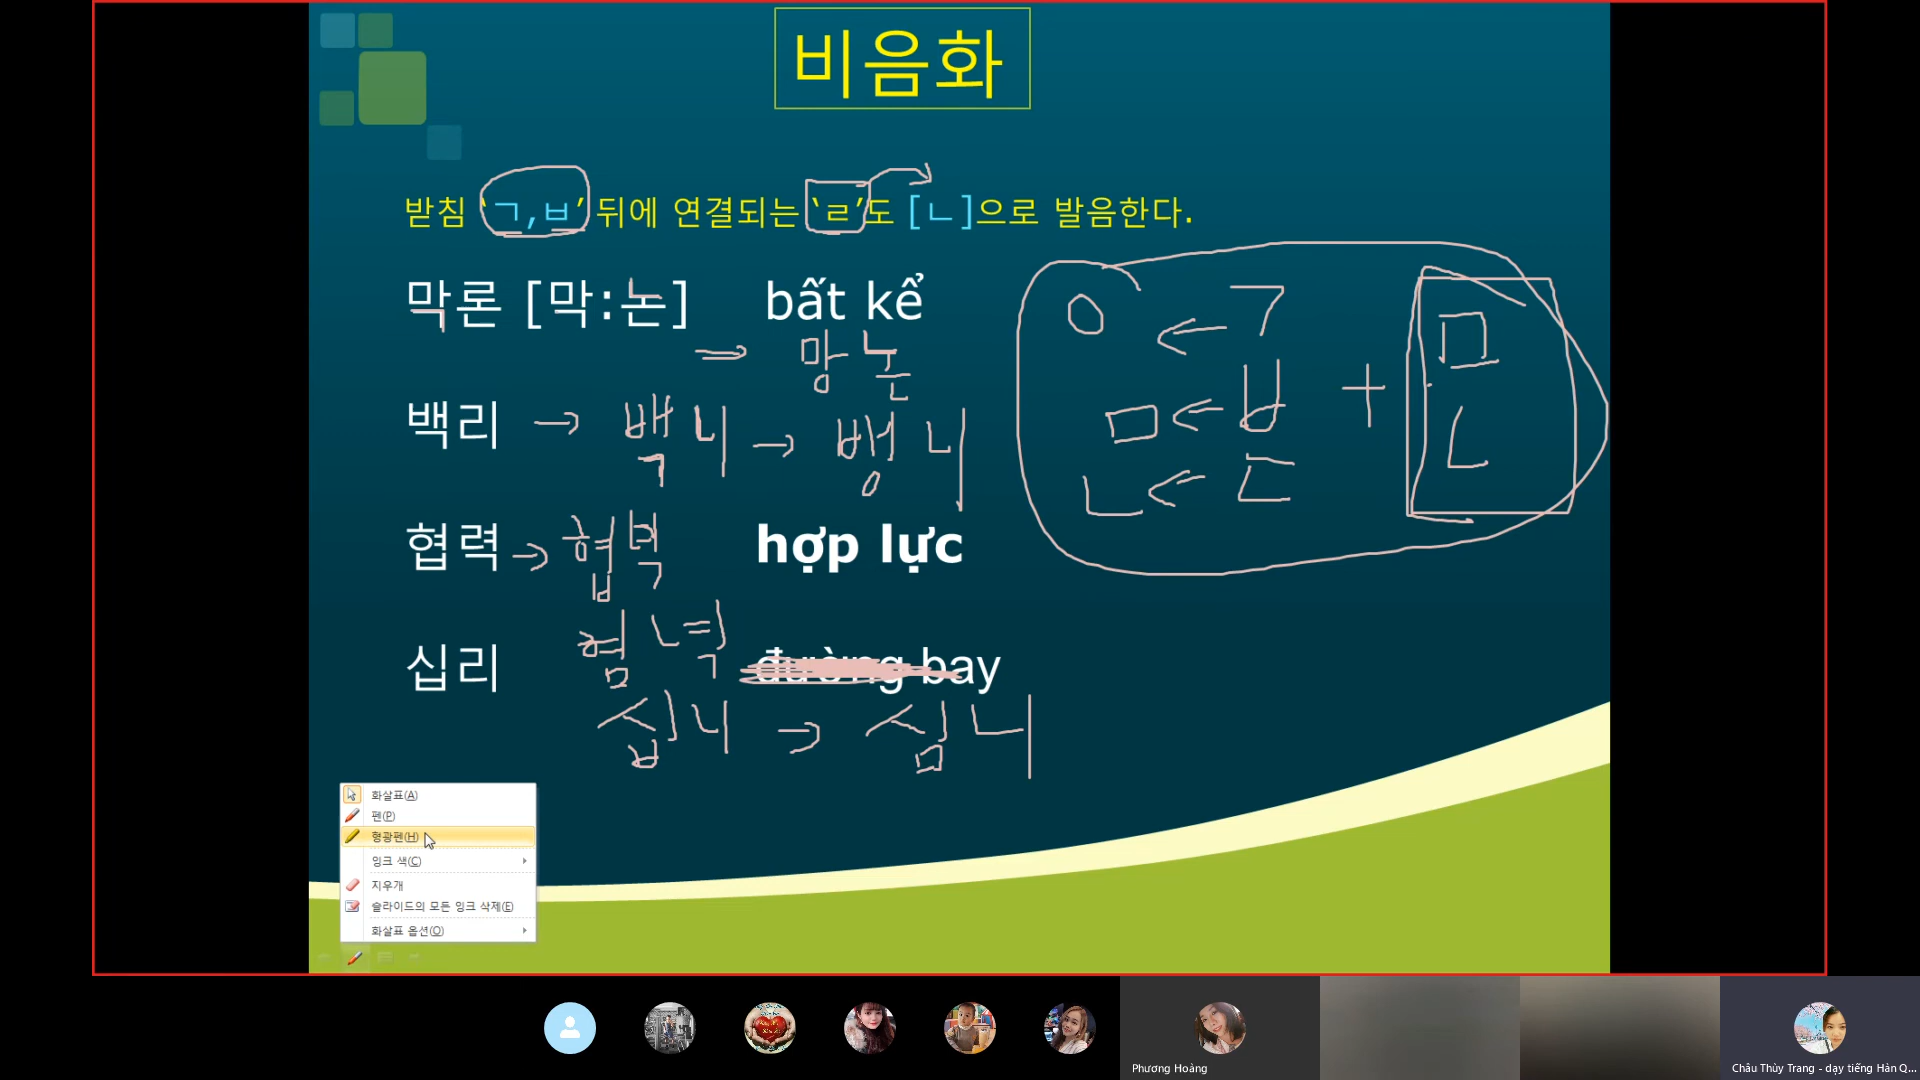 비음화
받침 ‘ㄱ,ㅂ’ 뒤에 연결되는 ‘ㄹ’도 [ㄴ]으로 발음한다.
막론 [막:논] bất kể
⇒ 망 논
백리 → 백 니 → 뱅 니
협력 → 협 녁 hợp lực
혐 녁
십리 đường bay
십 니 → 심 니
ㅇ ← ㄱ ㅁ
ㅁ ← ㅂ + ㄴ
ㄴ ← ㄷ
화살표(A)
펜(P)
형광펜(H)
잉크 색(C)
지우개
슬라이드의 모든 잉크 삭제(E)
화살표 옵션(O)
Phương Hoàng
Châu Thùy Trang - dạy tiếng Hàn Q...